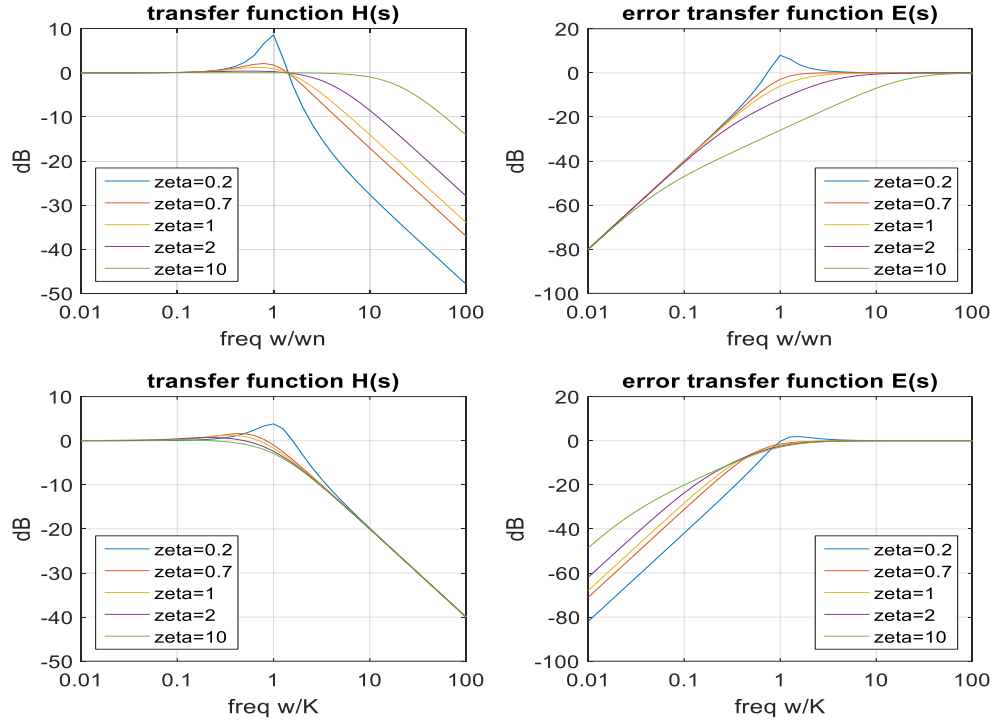 transfer function H(s)
10
0
-10
-20
-30
-40
-50
dB
zeta=0.2
zeta=0.7
zeta=1
zeta=2
zeta=10
0.01 0.1 1 10 100
freq w/wn
error transfer function E(s)
20
0
-20
-40
-60
-80
-100
dB
zeta=0.2
zeta=0.7
zeta=1
zeta=2
zeta=10
0.01 0.1 1 10 100
freq w/wn
transfer function H(s)
10
0
-10
-20
-30
-40
-50
dB
zeta=0.2
zeta=0.7
zeta=1
zeta=2
zeta=10
0.01 0.1 1 10 100
freq w/K
error transfer function E(s)
20
0
-20
-40
-60
-80
-100
dB
zeta=0.2
zeta=0.7
zeta=1
zeta=2
zeta=10
0.01 0.1 1 10 100
freq w/K